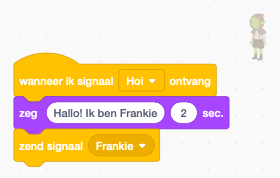 wanneer ik signaal Hoi ontvang
zeg Hallo! Ik ben Frankie 2 sec.
zend signaal Frankie